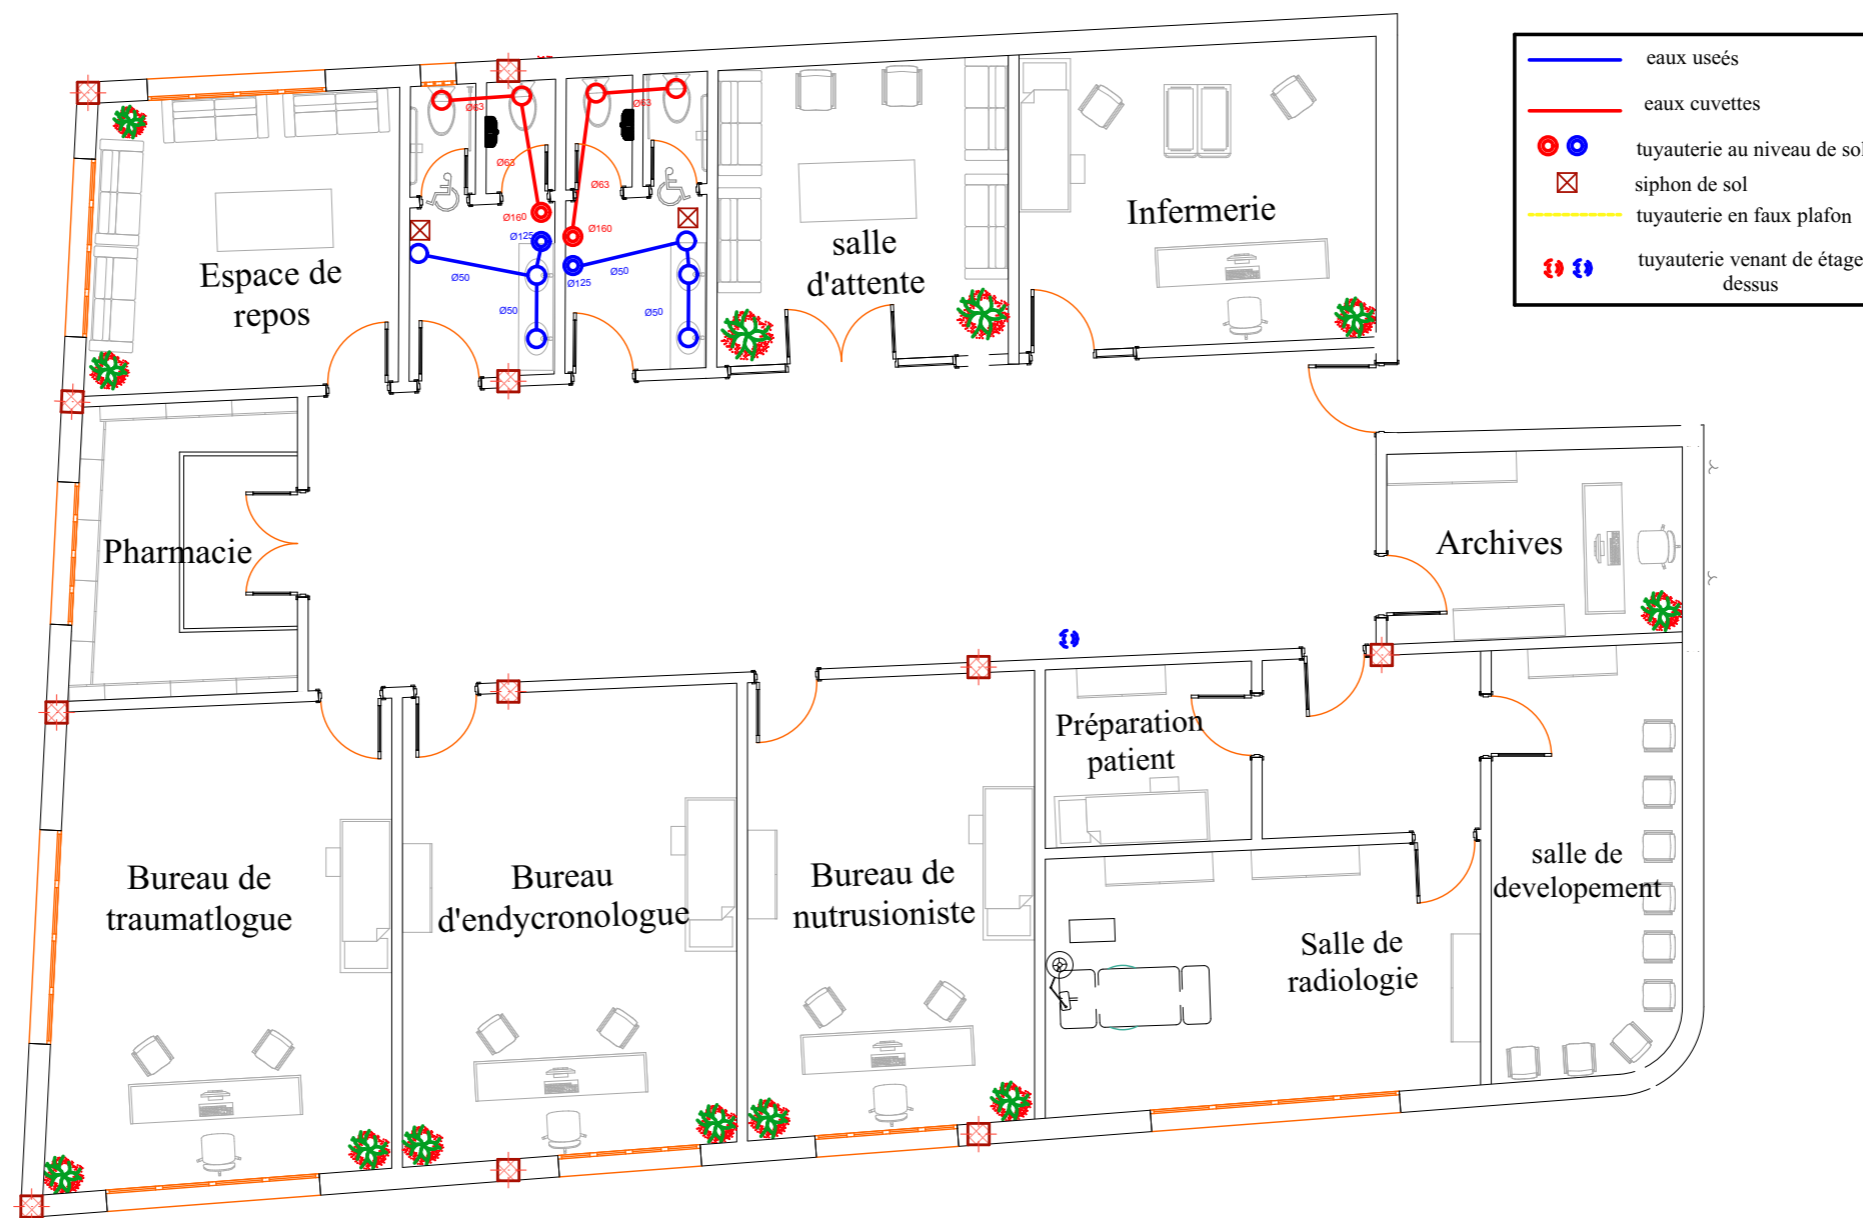 eaux useés
eaux cuvettes
tuyauterie au niveau de sol
siphon de sol
tuyauterie en faux plafon
tuyauterie venant de étage
dessus
Ø63
Ø63
Ø63
Ø63
Ø160
Ø160
Ø125
Ø125
Ø50
Ø50
Ø50
Ø50
Espace de
repos
salle
d'attente
Infermerie
Pharmacie
Archives
Préparation
patient
Bureau de
traumatlogue
Bureau
d'endycronologue
Bureau de
nutrusioniste
Salle de
radiologie
salle de
developement